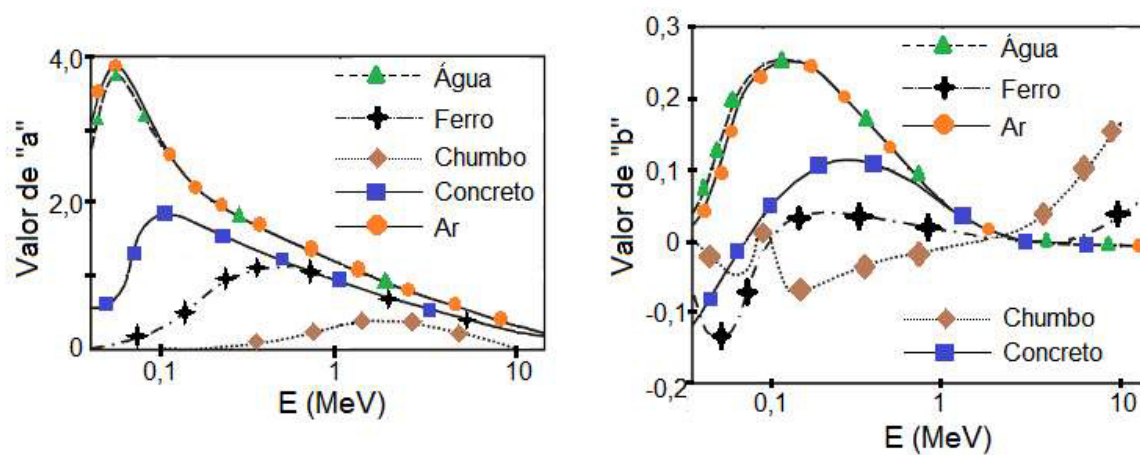 Valor de "a"
4,0
2,0
0
0,1
1
10
E (MeV)
Água
Ferro
Chumbo
Concreto
Ar
Valor de "b"
0,3
0,2
0,1
0
-0,1
-0,2
0,1
1
10
E (MeV)
Água
Ferro
Ar
Chumbo
Concreto